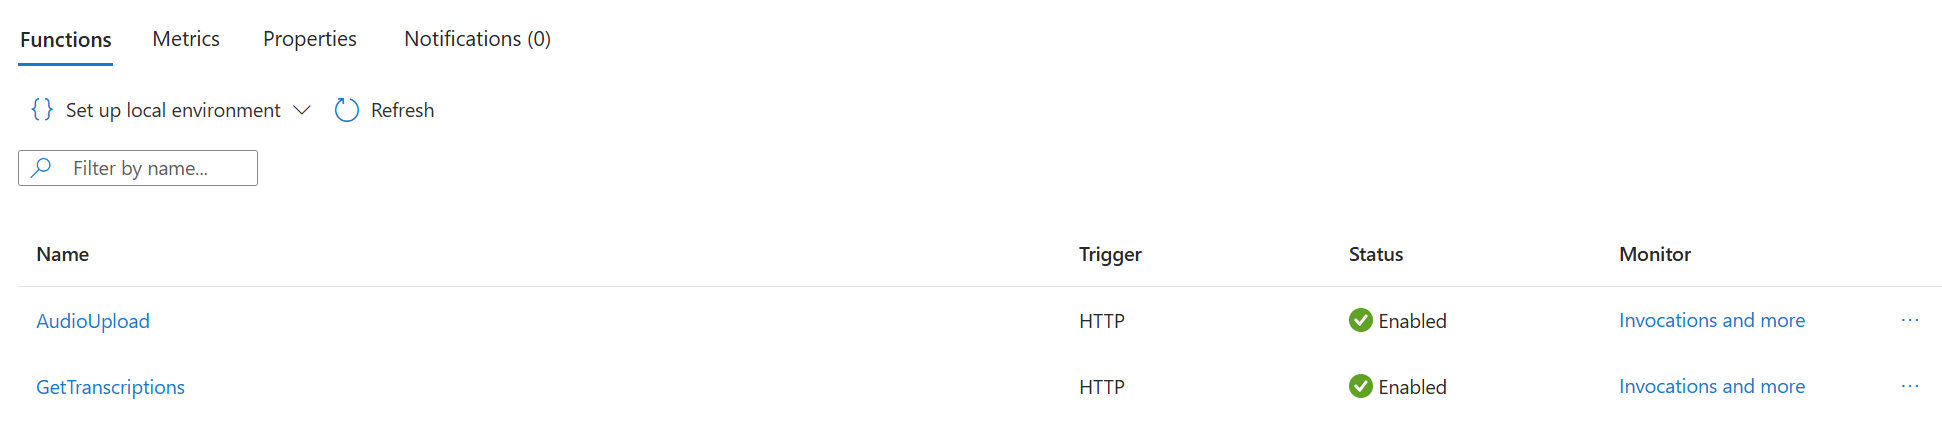 Functions Metrics Properties Notifications (0)
{} Set up local environment Refresh
Filter by name...
Name Trigger Status Monitor
AudioUpload HTTP Enabled Invocations and more ...
GetTranscriptions HTTP Enabled Invocations and more ...